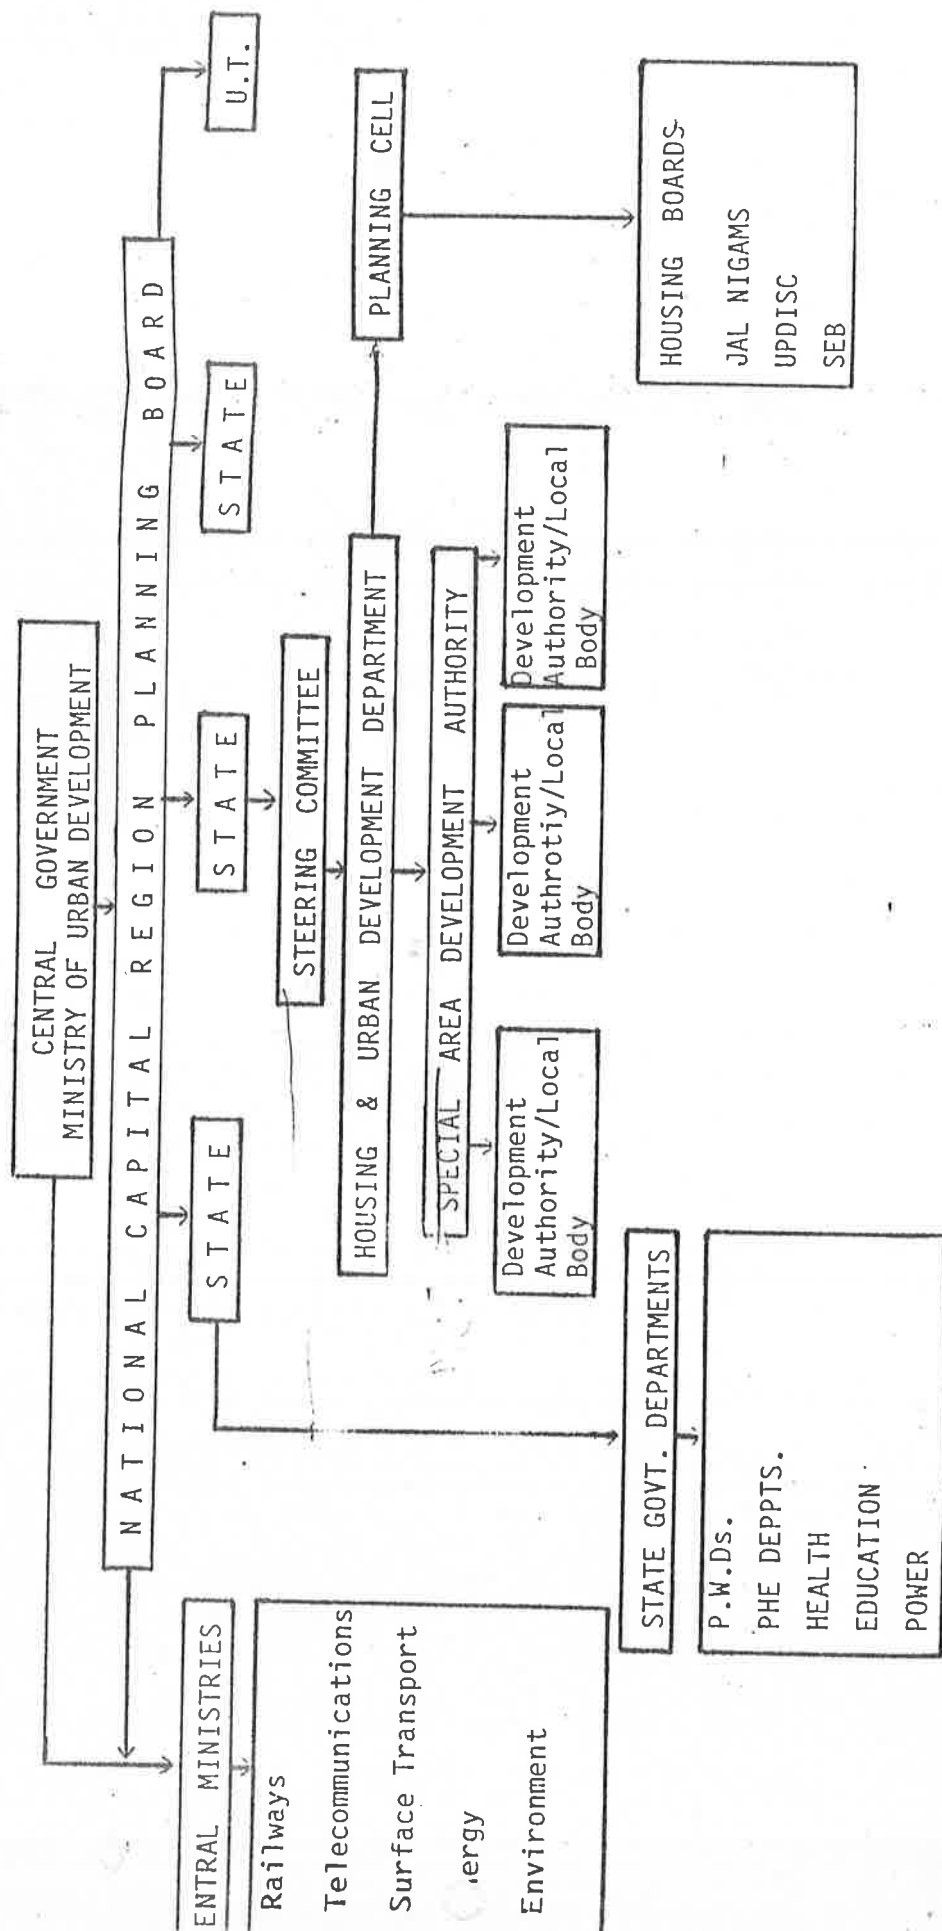 CENTRAL GOVERNMENT
MINISTRY OF URBAN DEVELOPMENT
NATIONAL CAPITAL REGION PLANNING BOARD
ENTRAL MINISTRIES
Railways
Telecommunications
Surface Transport
ergy
Environment
STATE
STATE
STATE
U.T.
STEERING COMMITTEE
HOUSING & URBAN DEVELOPMENT DEPARTMENT
PLANNING CELL
SPECIAL AREA DEVELOPMENT AUTHORITY
Development
Authority/Local
Body
Development
Authrotiy/Local
Body
Development
Authority/Local
Body
STATE GOVT. DEPARTMENTS
P.W.Ds.
PHE DEPPTS.
HEALTH
EDUCATION
POWER
HOUSING BOARDS
JAL NIGAMS
UPDISC
SEB